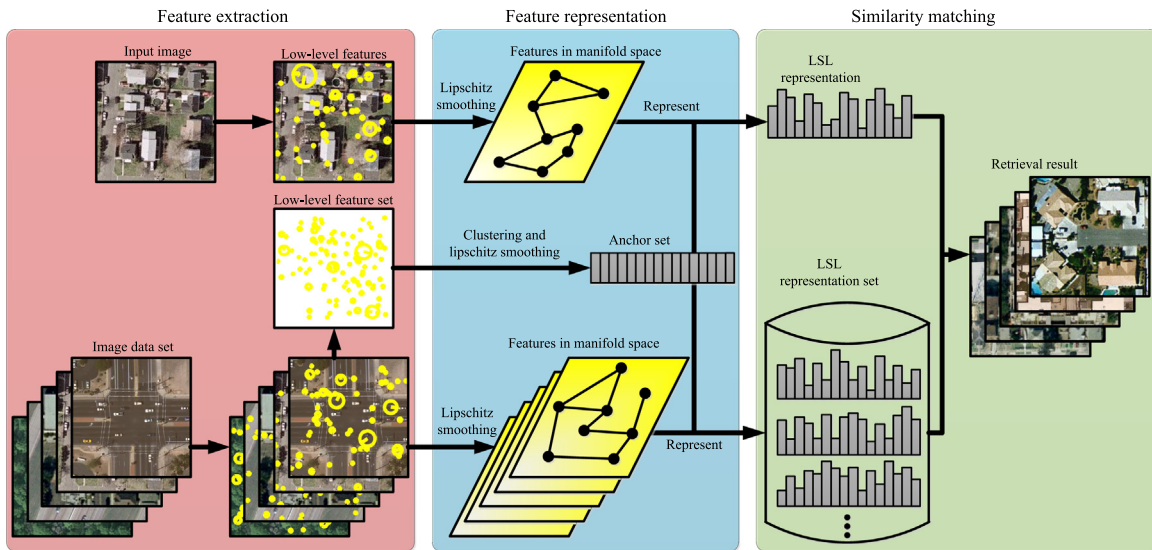 Feature extraction
Feature representation
Similarity matching
Input image
Low-level features
Lipschitz
smoothing
Features in manifold space
Represent
LSL
representation
Retrieval result
Low-level feature set
Clustering and
lipschitz smoothing
Anchor set
LSL
representation set
Image data set
Lipschitz
smoothing
Features in manifold space
Represent